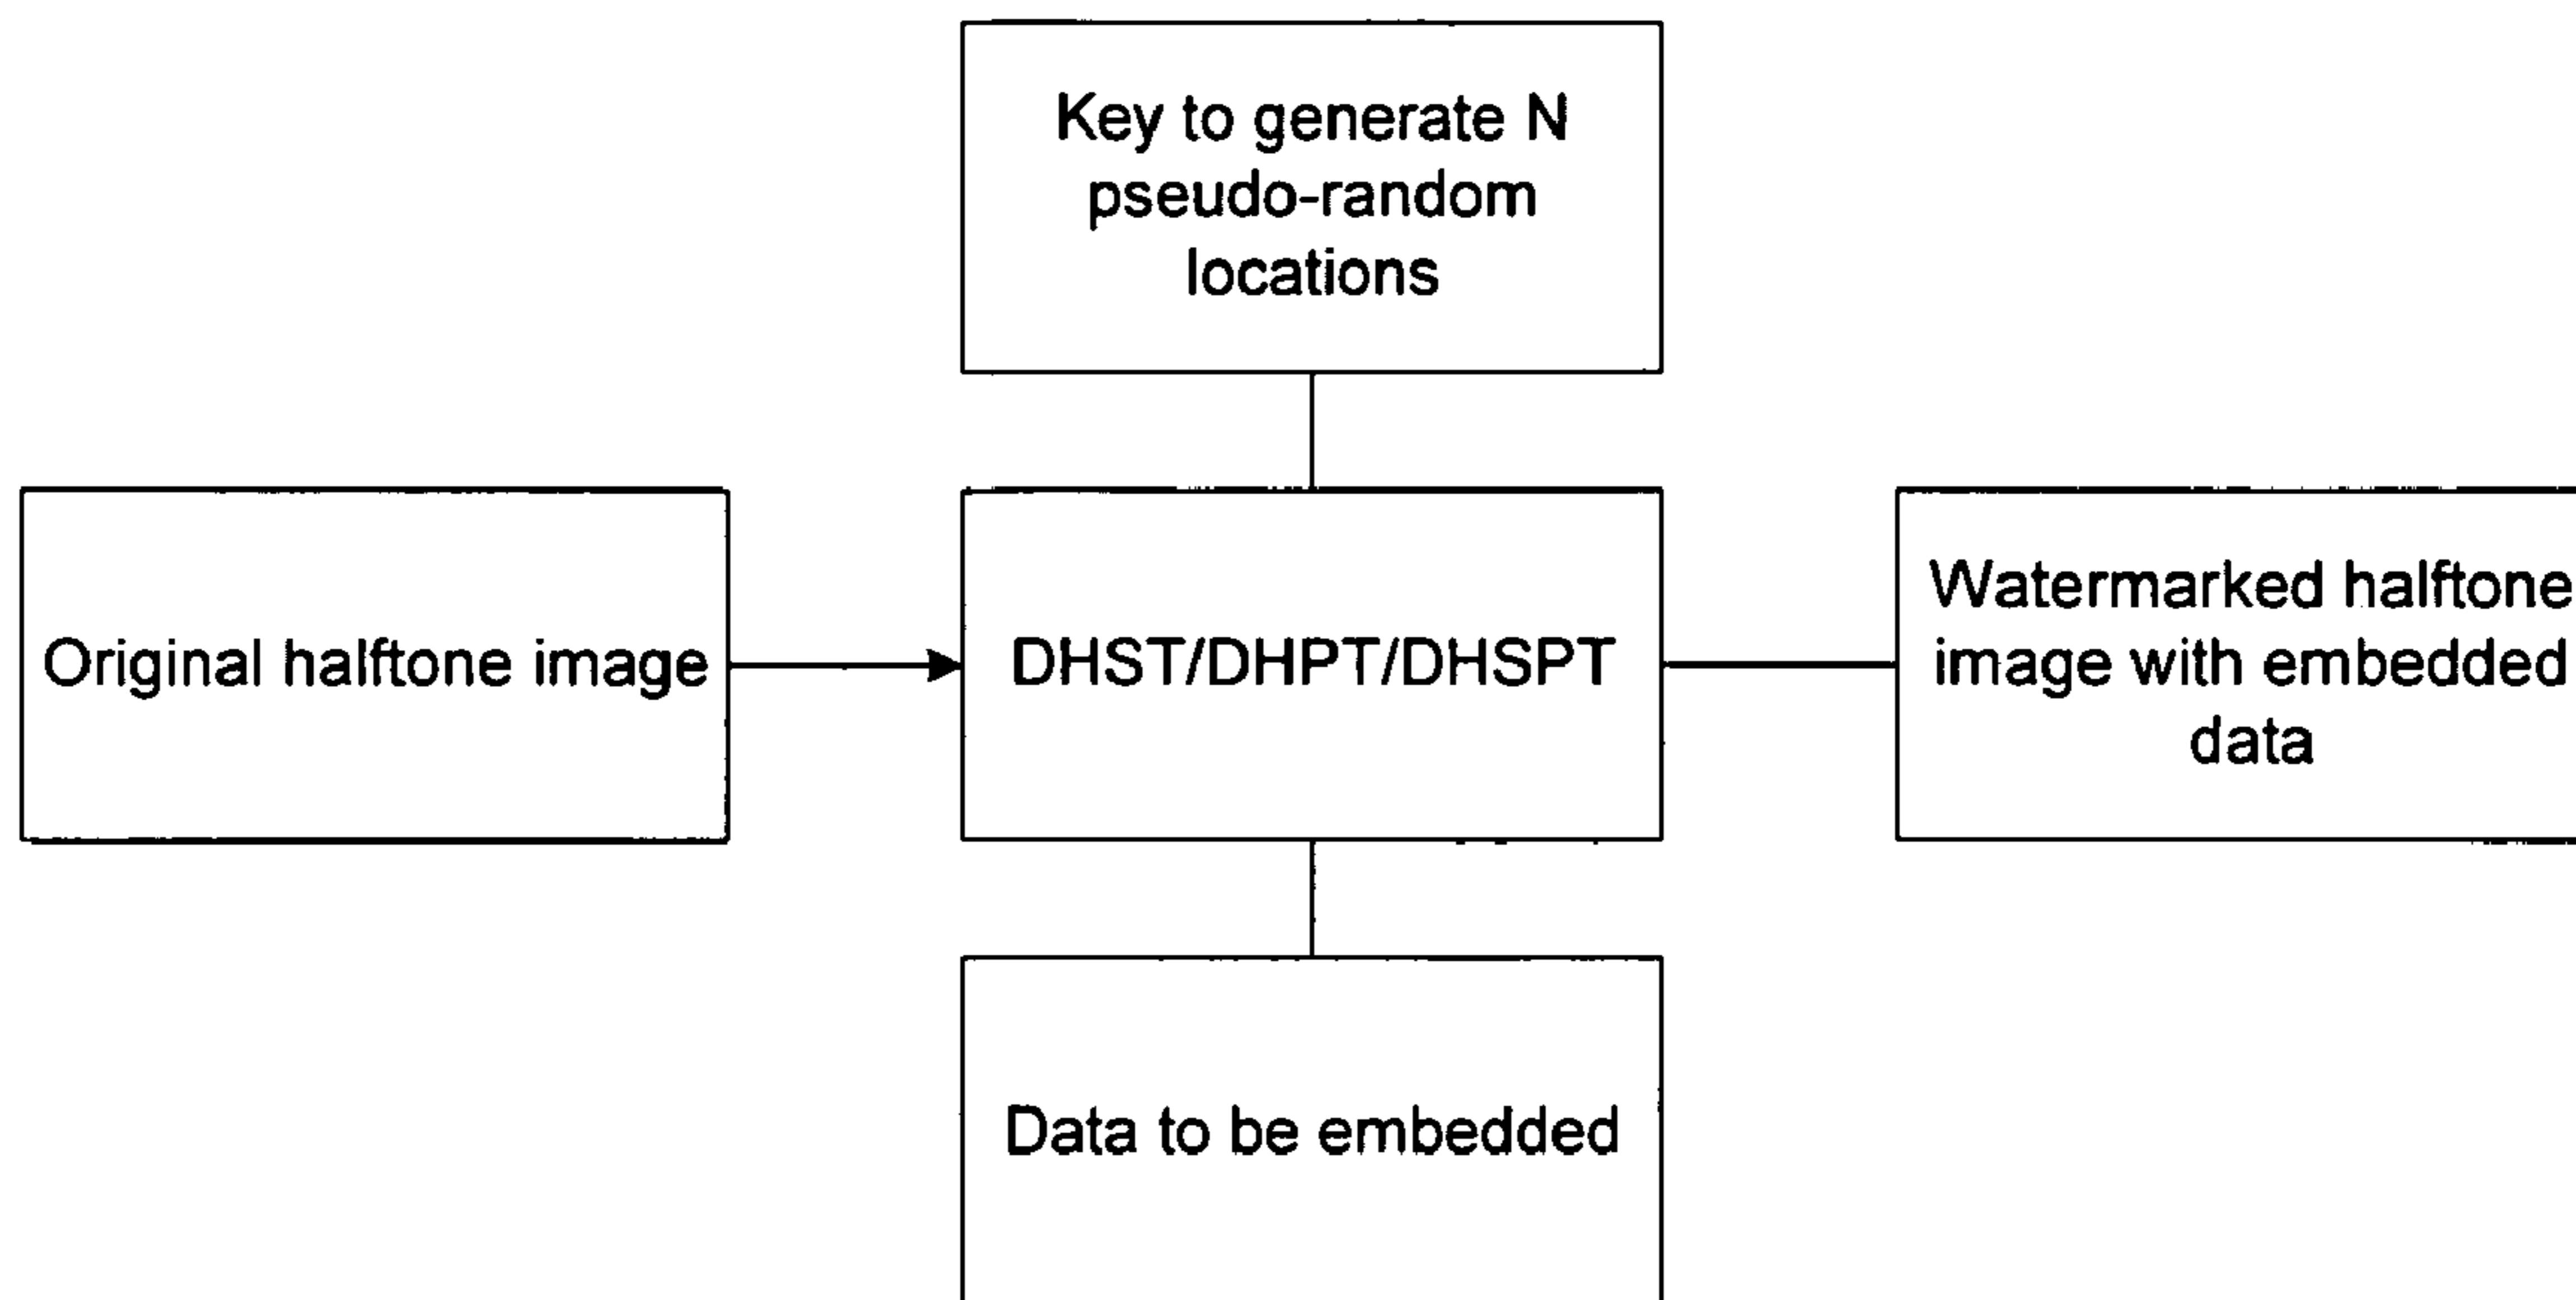 Key to generate N
pseudo-random
locations
Original halftone image
DHST/DHPT/DHSPT
Watermarked halftone
image with embedded
data
Data to be embedded